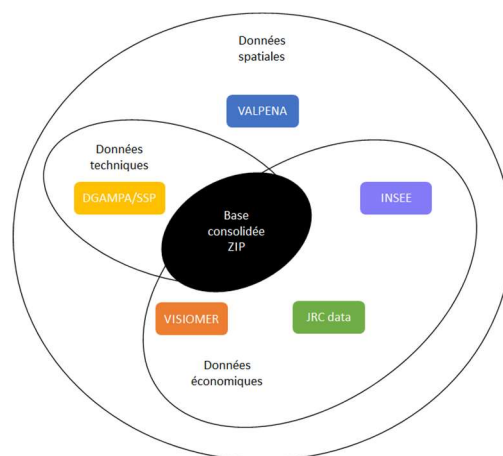 Données
spatiales
VALPENA
Données
techniques
DGAMPA/SSP
INSEE
Base
consolidée
ZIP
VISIOMER
JRC data
Données
économiques